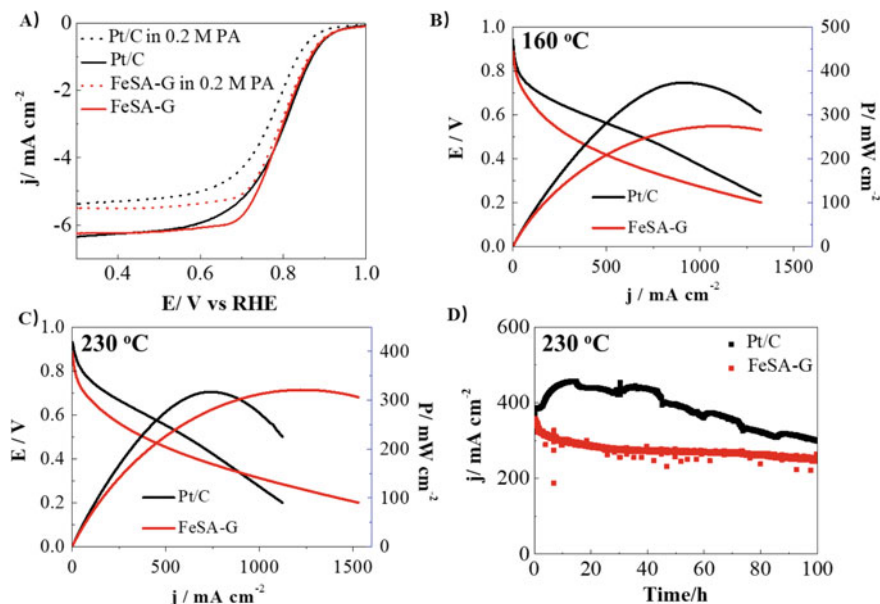 A)
0
-2
-4
-6
j/ mA cm⁻²
Pt/C in 0.2 M PA
Pt/C
FeSA-G in 0.2 M PA
FeSA-G
0.4 0.6 0.8 1.0
E/ V vs RHE
B)
160 °C
1.0
0.8
0.6
0.4
0.2
0.0
E / V
500
400
300
200
100
0
P/ mW cm⁻²
Pt/C
FeSA-G
0 500 1000 1500
j / mA cm⁻²
C)
230 °C
1.0
0.8
0.6
0.4
0.2
0.0
E / V
400
300
200
100
0
P/ mW cm⁻²
Pt/C
FeSA-G
0 500 1000 1500
j / mA cm⁻²
D)
230 °C
600
400
200
0
j/ mA cm⁻²
Pt/C
FeSA-G
0 20 40 60 80 100
Time/h